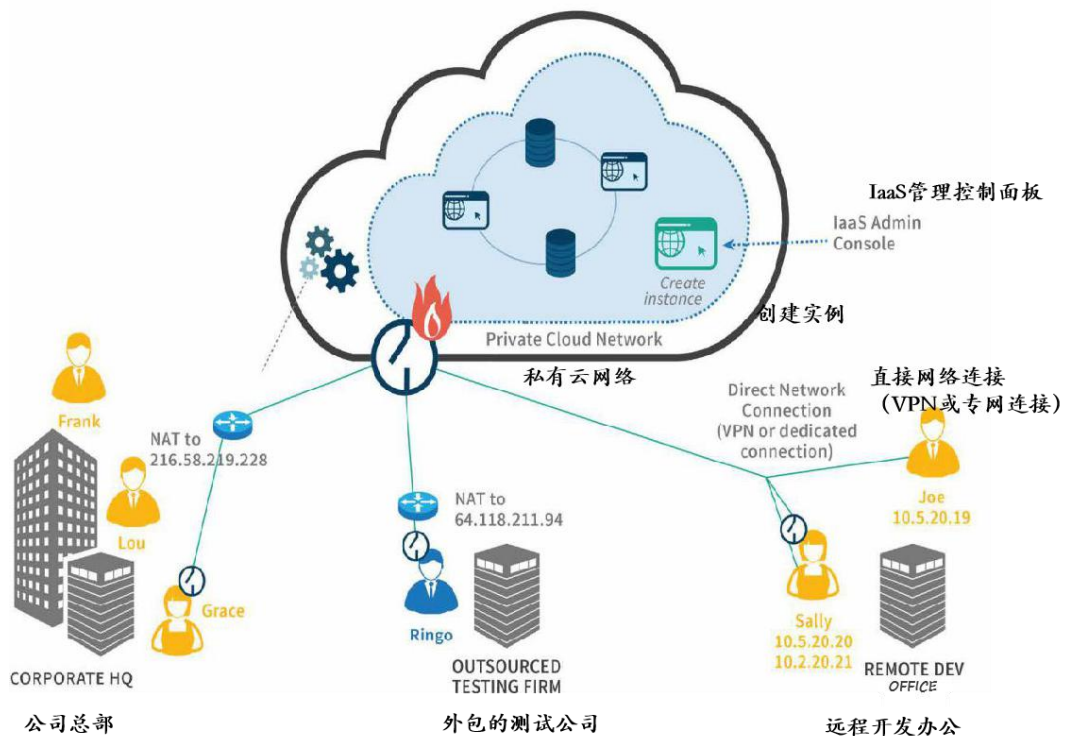 IaaS管理控制面板
IaaS Admin
Console
Create
instance
创建实例
Private Cloud Network
私有云网络
直接网络连接
（VPN或专网连接）
Direct Network
Connection
(VPN or dedicated
connection)
Frank
NAT to
216.58.219.228
Lou
Grace
CORPORATE HQ
公司总部
NAT to
64.118.211.94
Ringo
OUTSOURCED
TESTING FIRM
外包的测试公司
Joe
10.5.20.19
Sally
10.5.20.20
10.2.20.21
REMOTE DEV
OFFICE
远程开发办公